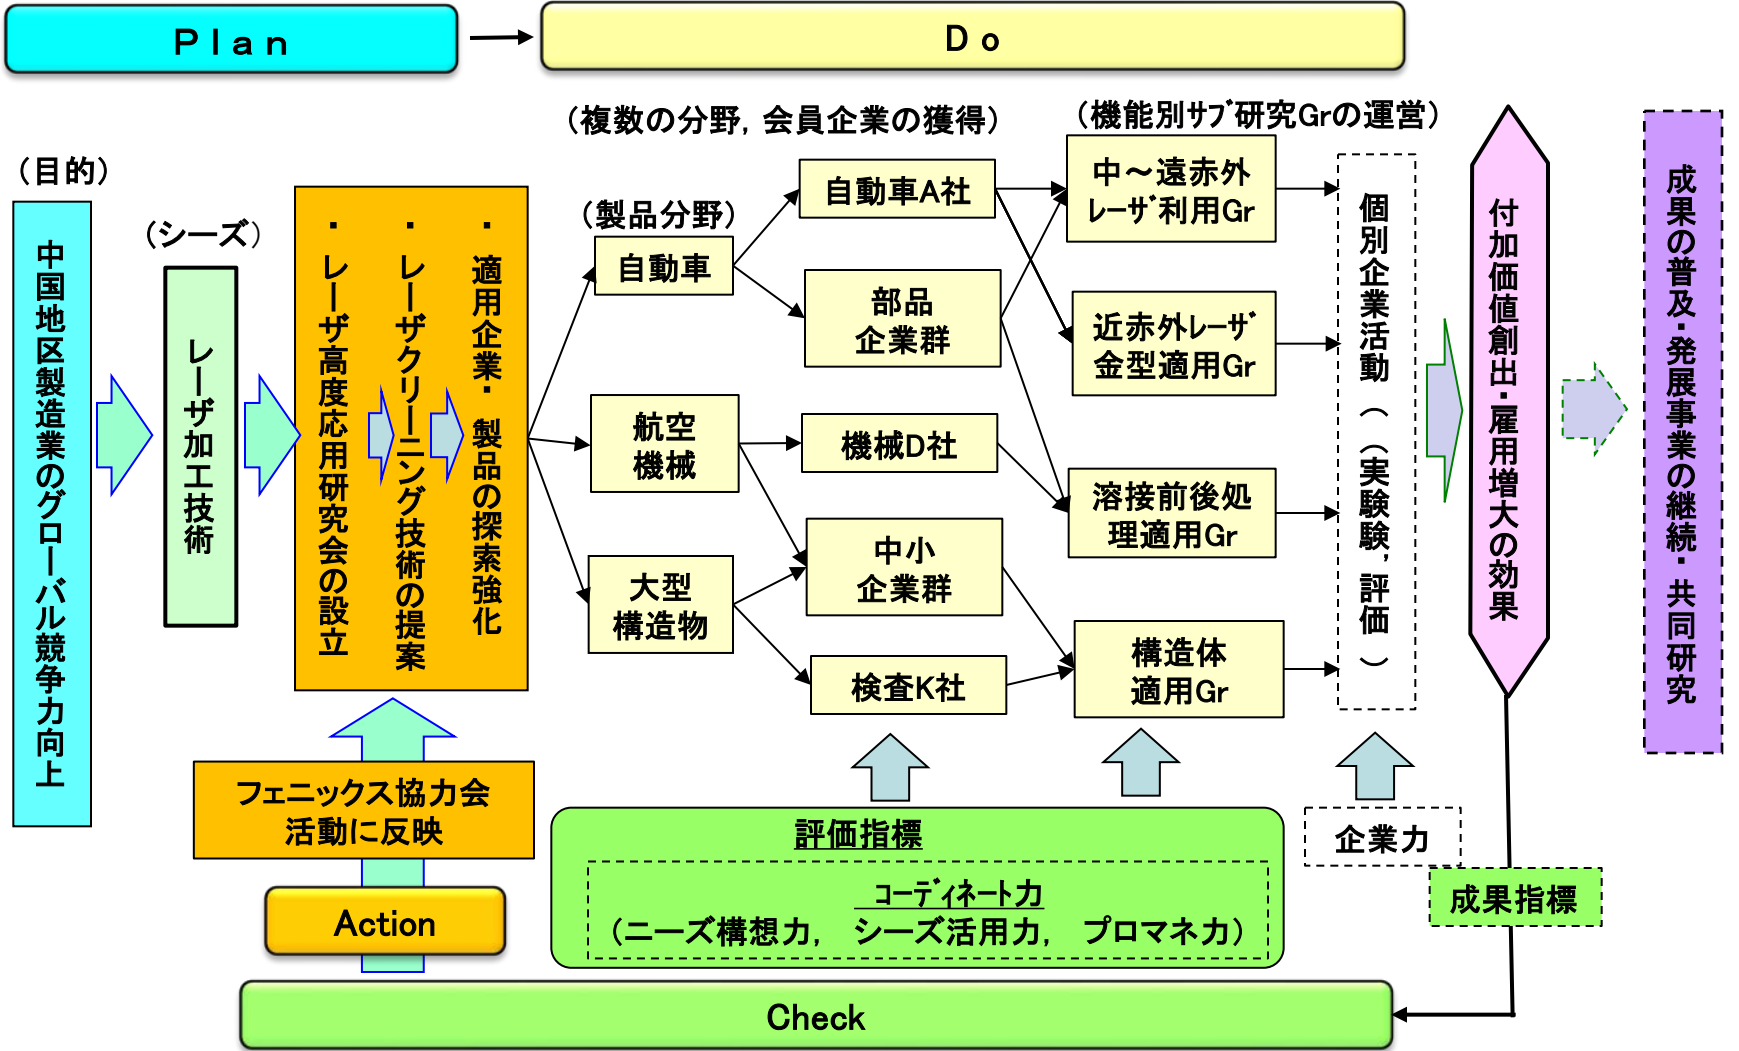 Ｐｌａｎ
Ｄｏ
（目的）
中国地区製造業のグローバル競争力向上
（シーズ）
レーザ加工技術
・レーザ高度応用研究会の設立
・レーザクリーニング技術の提案
・適用企業・製品の探索強化
（複数の分野，会員企業の獲得）
（製品分野）
自動車
航空
機械
大型
構造物
自動車A社
部品
企業群
機械D社
中小
企業群
検査K社
（機能別ｻﾌﾞ研究Grの運営）
中～遠赤外
ﾚｰｻﾞ利用Gr
近赤外ﾚｰｻﾞ
金型適用Gr
溶接前後処
理適用Gr
構造体
適用Gr
個別企業活動（（実験験，評価）
付加価値創出・雇用増大の効果
成果の普及・発展事業の継続・共同研究
フェニックス協力会
活動に反映
Action
評価指標
ｺｰﾃﾞｨﾈｰﾄ力
（ニーズ構想力，　シーズ活用力，　プロマネ力）
企業力
成果指標
Check